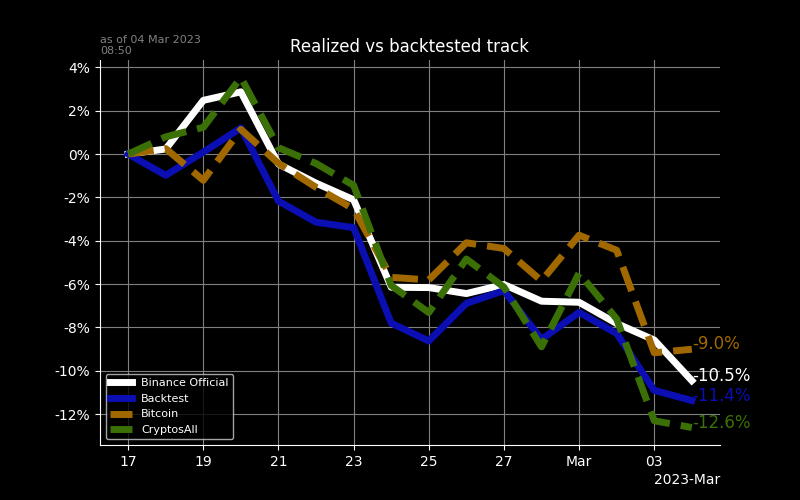 as of 04 Mar 2023
08:50
Realized vs backtested track
4%
2%
0%
-2%
-4%
-6%
-8%
-10%
-12%
-9.0%
-10.5%
-11.4%
-12.6%
Binance Official
Backtest
Bitcoin
CryptosAll
17
19
21
23
25
27
Mar
03
2023-Mar